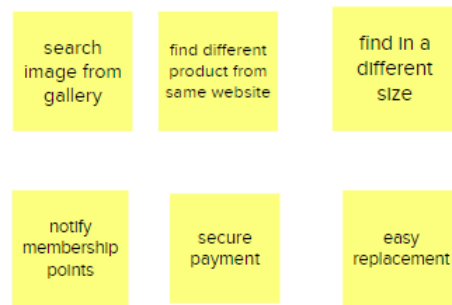 search
image from
gallery
find different
product from
same website
find in a
different
size
notify
membership
points
secure
payment
easy
replacement